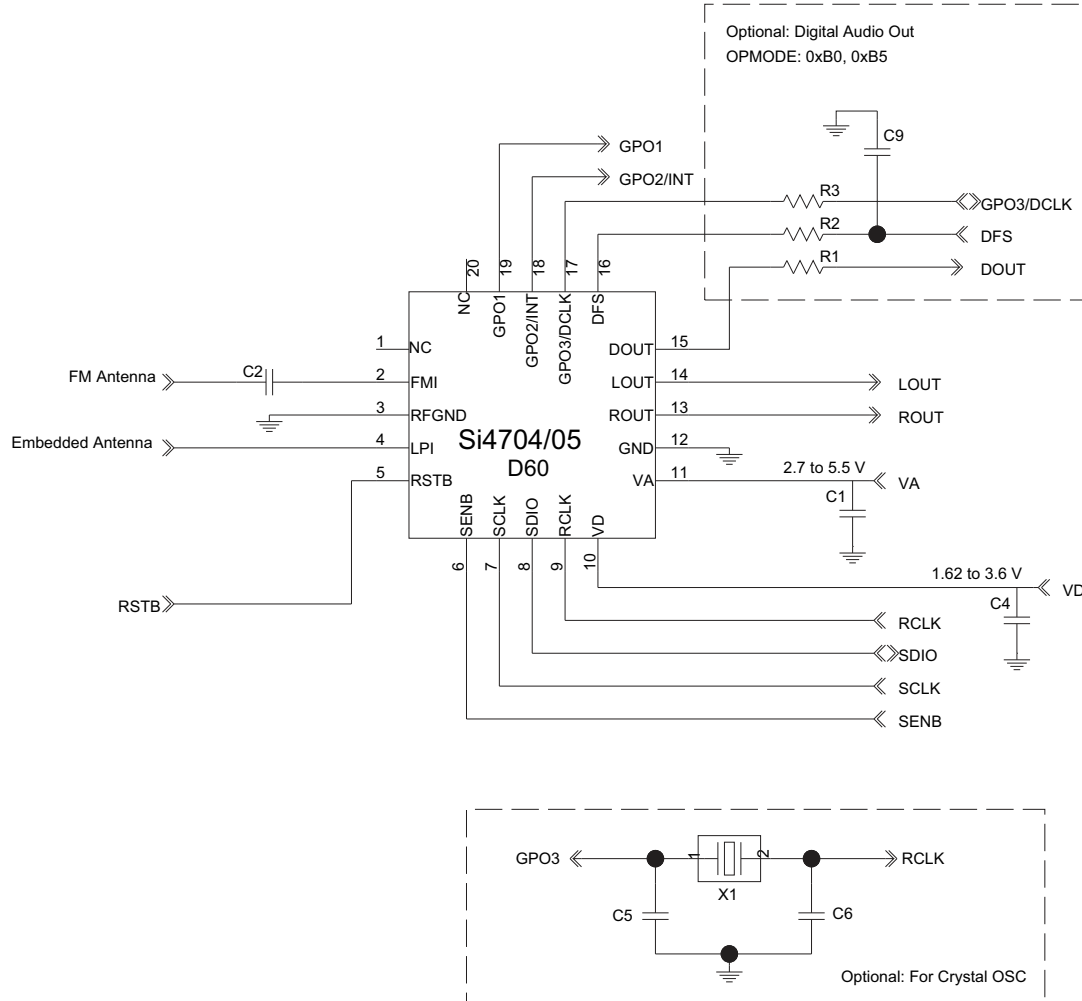 Optional: Digital Audio Out
OPMODE: 0xB0, 0xB5
C9
GPO1
GPO2/INT
R3
GPO3/DCLK
R2
DFS
R1
DOUT
20
19
18
17
16
NC
GPO1
GPO2/INT
GPO3/DCLK
DFS
1
NC
DOUT
15
FM Antenna
C2
2
FMI
LOUT
14
LOUT
3
RFGND
ROUT
13
ROUT
Embedded Antenna
4
LPI
Si4704/05
D60
GND
12
5
RSTB
VA
11
2.7 to 5.5 V
VA
C1
SENB
SCLK
SDIO
RCLK
VD
6
7
8
9
10
1.62 to 3.6 V
VD
C4
RSTB
RCLK
SDIO
SCLK
SENB
GPO3
1
2
RCLK
X1
C5
C6
Optional: For Crystal OSC